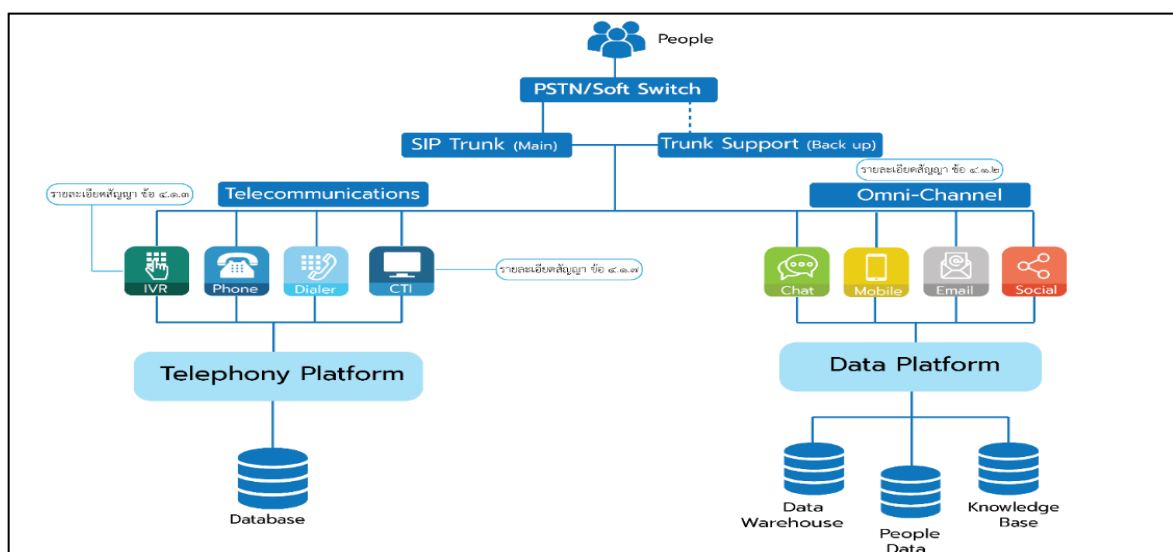 People
PSTN/Soft Switch
SIP Trunk (Main)
Trunk Support (Back up)
รายละเอียดสัญญา ข้อ ๔.๑.๒
รายละเอียดสัญญา ข้อ ๔.๑.๓
Telecommunications
Omni-Channel
IVR
Phone
Dialer
CTI
รายละเอียดสัญญา ข้อ ๔.๑.๗
Chat
Mobile
Email
Social
Telephony Platform
Data Platform
Database
Data
Warehouse
People
Data
Knowledge
Base